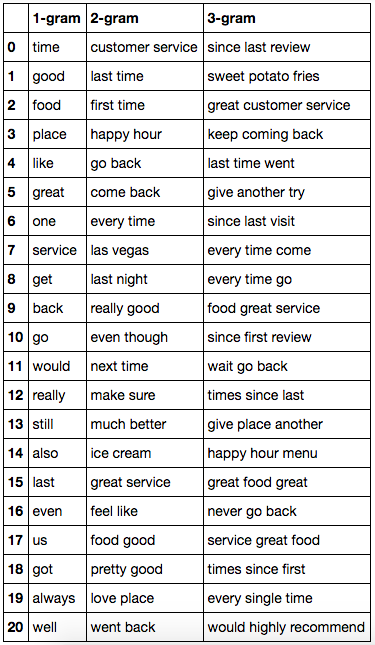 1-gram 2-gram 3-gram
0 time customer service since last review
1 good last time sweet potato fries
2 food first time great customer service
3 place happy hour keep coming back
4 like go back last time went
5 great come back give another try
6 one every time since last visit
7 service las vegas every time come
8 get last night every time go
9 back really good food great service
10 go even though since first review
11 would next time wait go back
12 really make sure times since last
13 still much better give place another
14 also ice cream happy hour menu
15 last great service great food great
16 even feel like never go back
17 us food good service great food
18 got pretty good times since first
19 always love place every single time
20 well went back would highly recommend